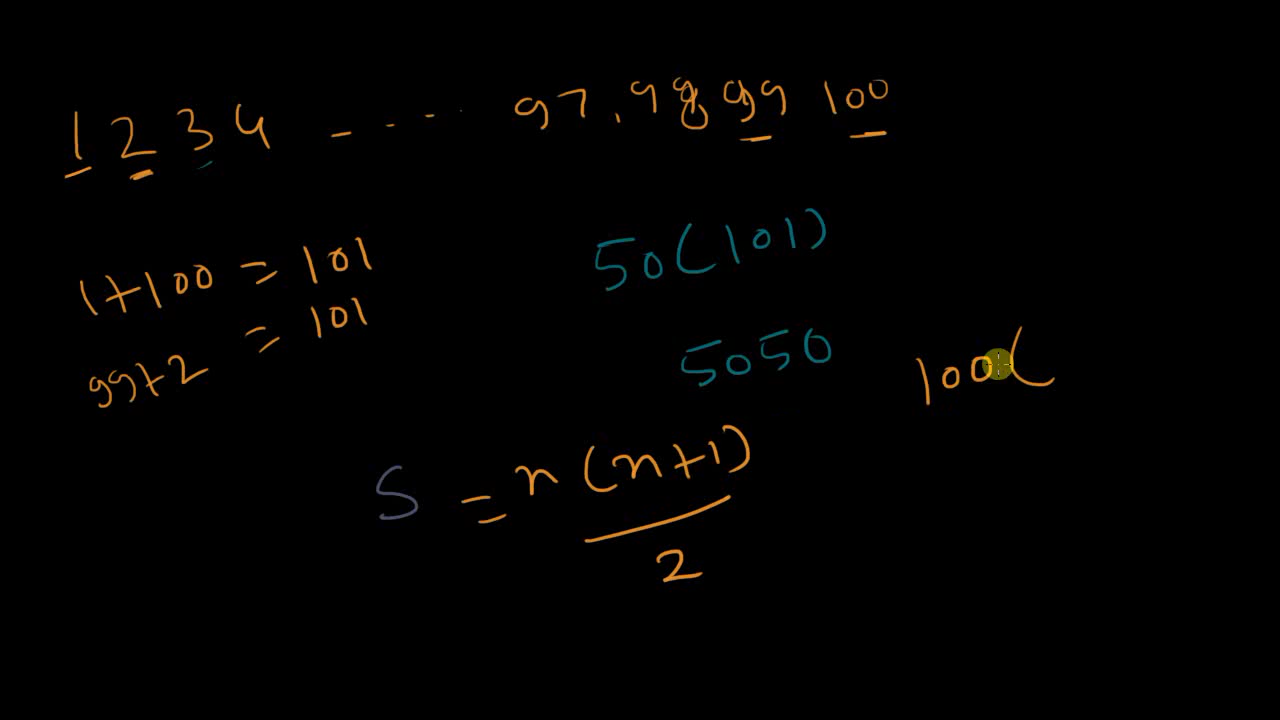 1 2 3 4 - - - - · 97 . 98 99 100
1+100 = 101
99+2 = 101
50(101)
5050
100(
S = n(n+1)
2